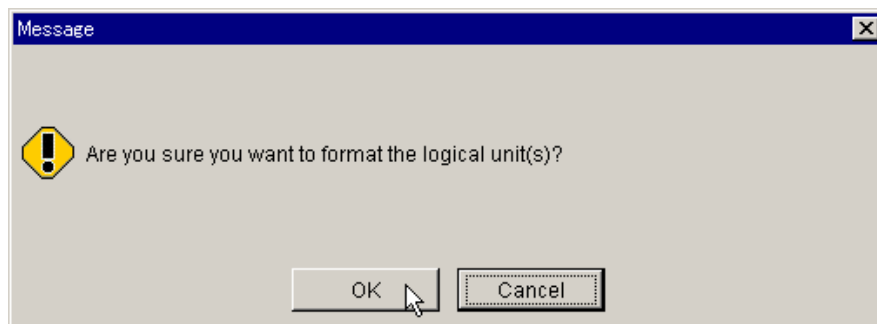 Message
Are you sure you want to format the logical unit(s)?
OK
Cancel